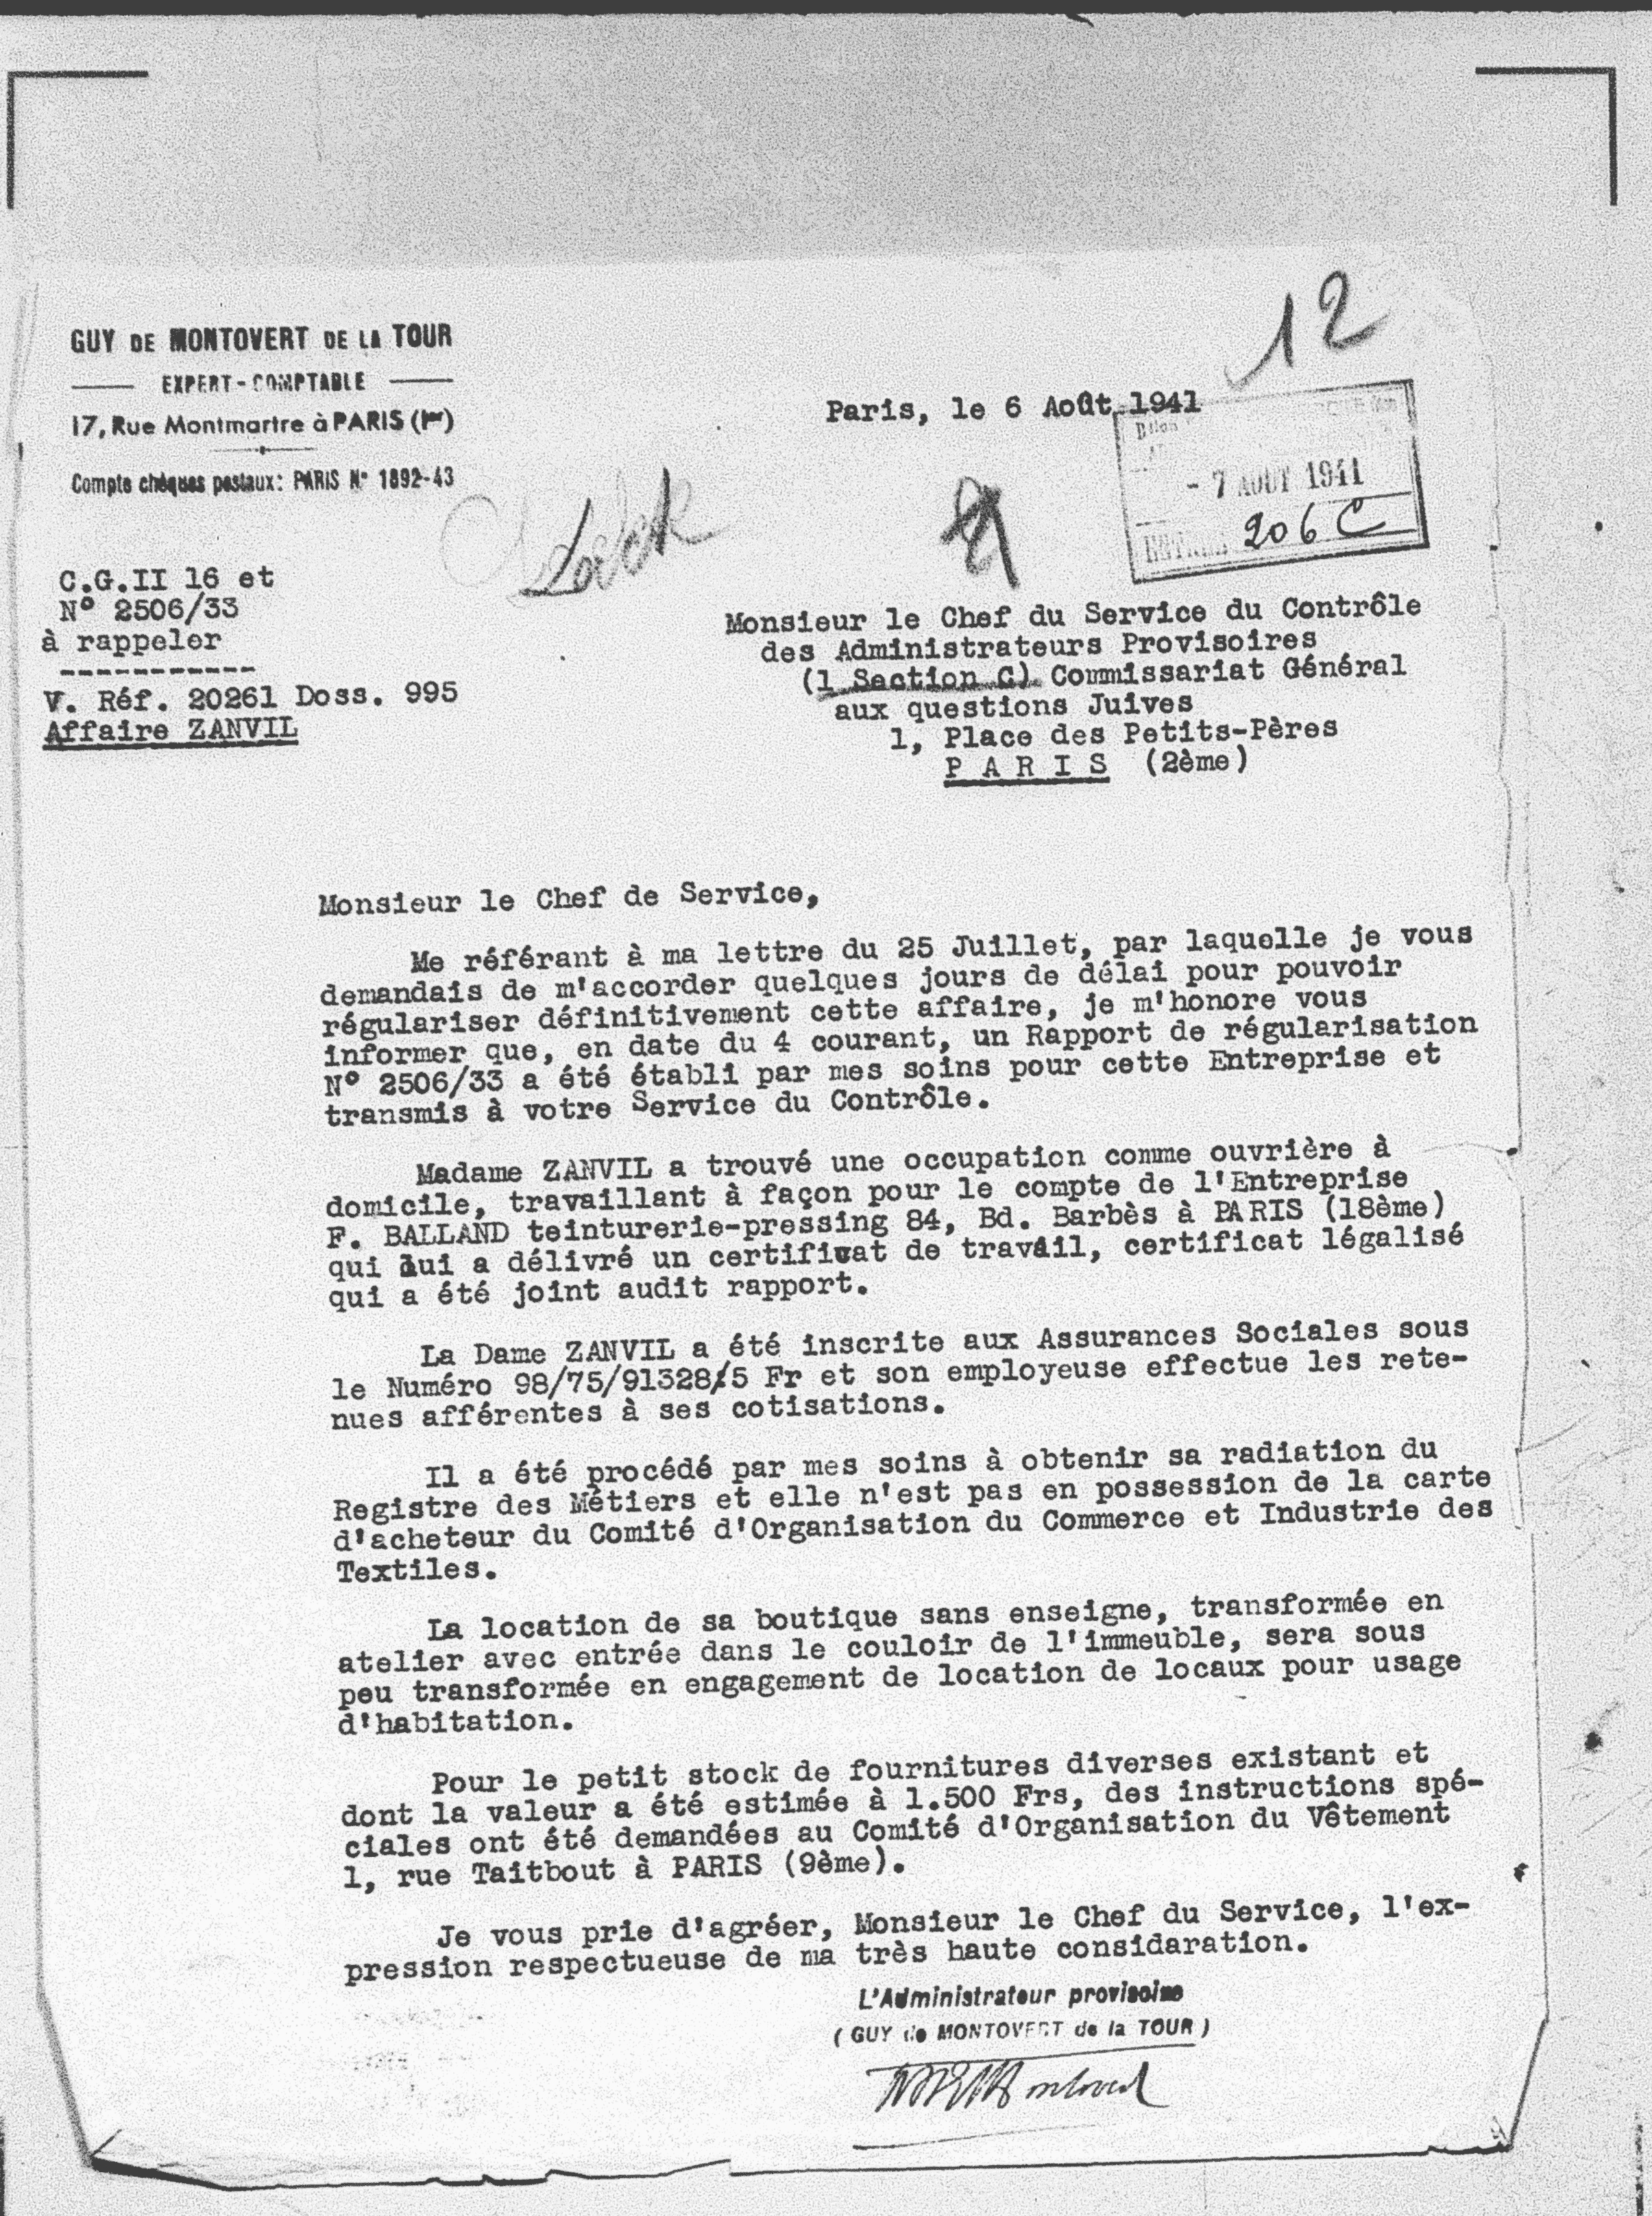 12
GUY DE MONTOVERT DE LA TOUR
EXPERT-COMPTABLE
17, Rue Montmartre à PARIS (Ier)
Compte chèques postaux: PARIS N° 1892-43
Paris, le 6 Août 1941
- 7 AOUT 1941
206 C
C.G.II 16 et
N° 2506/33
à rappeler
-----------
V. Réf. 20261 Doss. 995
Affaire ZANVIL
Monsieur le Chef du Service du Contrôle
des Administrateurs Provisoires
(1 Section C) Commissariat Général
aux questions Juives
1, Place des Petits-Pères
P A R I S (2ème)
Monsieur le Chef de Service,
Me référant à ma lettre du 25 Juillet, par laquelle je vous
demandais de m'accorder quelques jours de délai pour pouvoir
régulariser définitivement cette affaire, je m'honore vous
informer que, en date du 4 courant, un Rapport de régularisation
N° 2506/33 a été établi par mes soins pour cette Entreprise et
transmis à votre Service du Contrôle.
Madame ZANVIL a trouvé une occupation comme ouvrière à
domicile, travaillant à façon pour le compte de l'Entreprise
F. BALLAND teinturerie-pressing 84, Bd. Barbès à PARIS (18ème)
qui lui a délivré un certificat de travail, certificat légalisé
qui a été joint audit rapport.
La Dame ZANVIL a été inscrite aux Assurances Sociales sous
le Numéro 98/75/91328/5 Fr et son employeuse effectue les rete-
nues afférentes à ses cotisations.
Il a été procédé par mes soins à obtenir sa radiation du
Registre des Métiers et elle n'est pas en possession de la carte
d'acheteur du Comité d'Organisation du Commerce et Industrie des
Textiles.
La location de sa boutique sans enseigne, transformée en
atelier avec entrée dans le couloir de l'immeuble, sera sous
peu transformée en engagement de location de locaux pour usage
d'habitation.
Pour le petit stock de fournitures diverses existant et
dont la valeur a été estimée à 1.500 Frs, des instructions spé-
ciales ont été demandées au Comité d'Organisation du Vêtement
1, rue Taitbout à PARIS (9ème).
Je vous prie d'agréer, Monsieur le Chef du Service, l'ex-
pression respectueuse de ma très haute considaration.
L'Administrateur provisoire
( GUY de MONTOVERT de la TOUR )